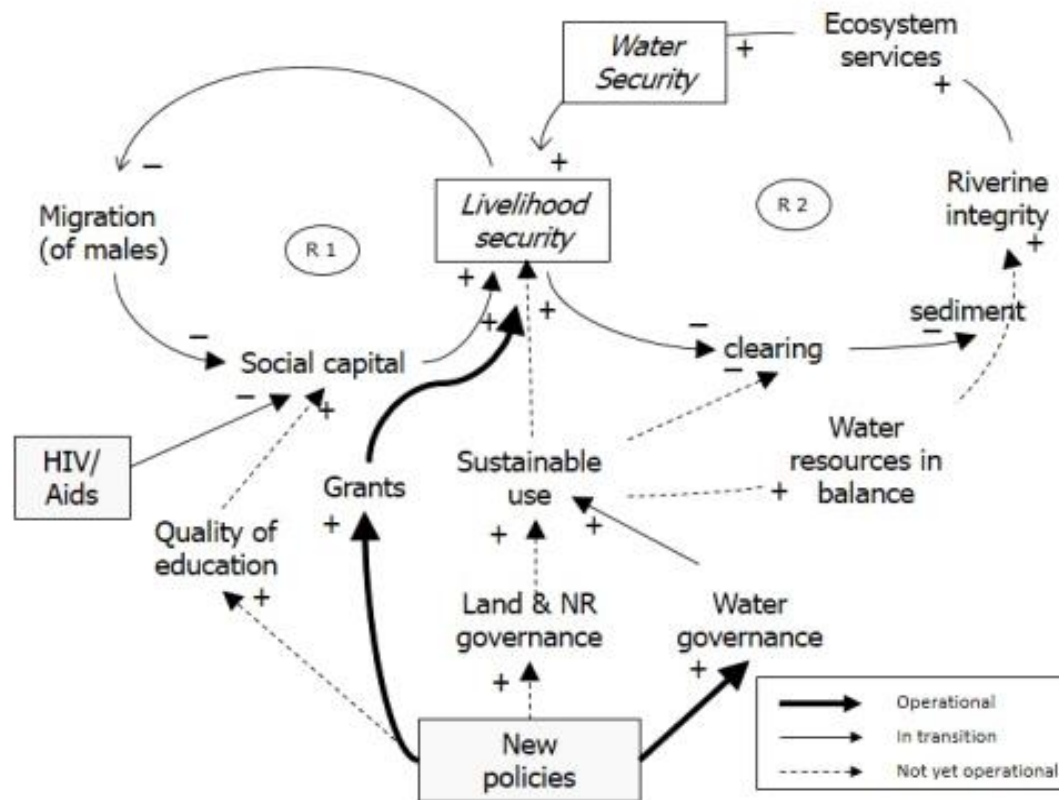 Ecosystem
services
+
+
Water
Security
+
−
Livelihood
security
R 2
Riverine
integrity
+
Migration
(of males)
R 1
+
+
+
−
sediment
−
−
Social capital
clearing
−
−
+
HIV/
Aids
Grants
+
Sustainable
use
+
+
Water
resources in
balance
+
Quality of
education
+
Land & NR
governance
+
Water
governance
+
New
policies
Operational
In transition
Not yet operational